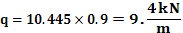 q = 10.445 × 0.9 = 9. 4kN/m